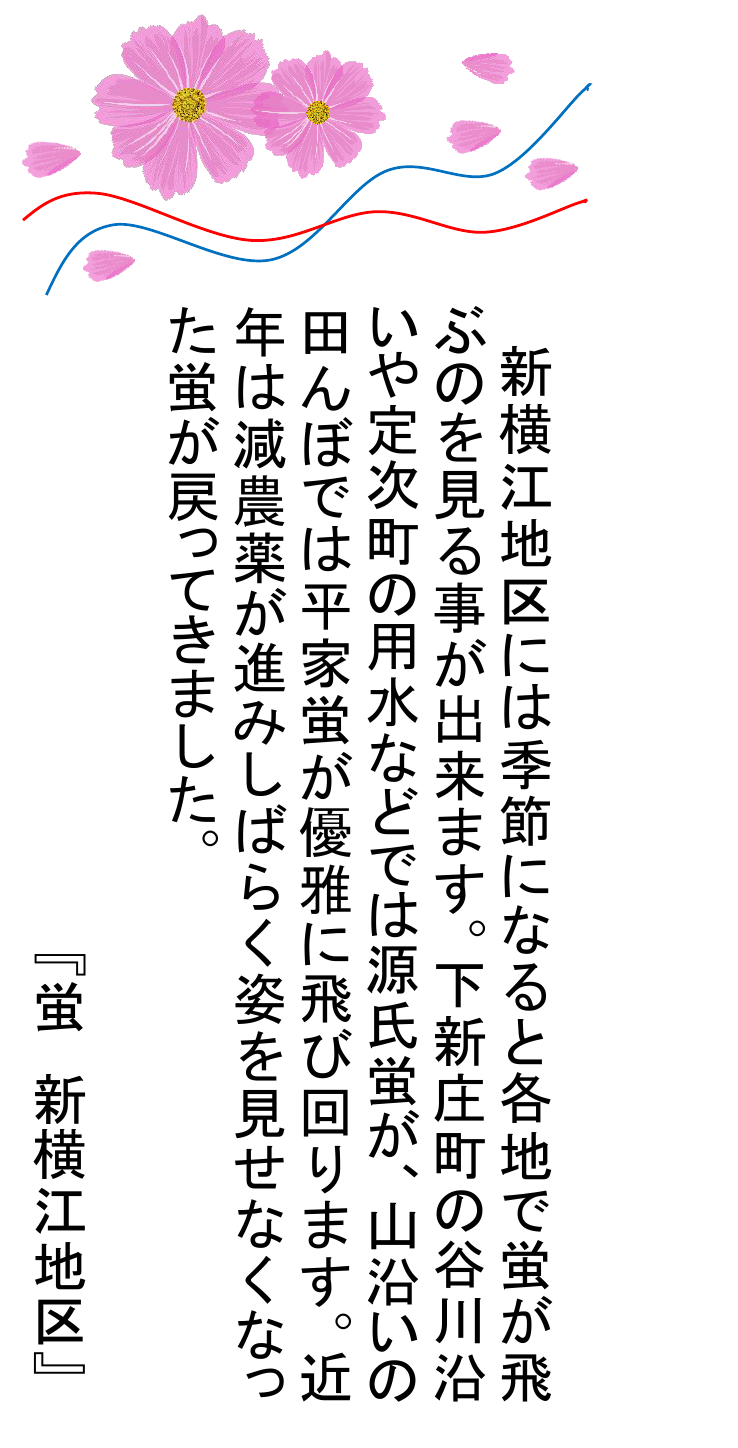 新横江地区には季節になると各地で蛍が飛
ぶのを見る事が出来ます。下新庄町の谷川沿
いや定次町の用水などでは源氏蛍が、山沿いの
田んぼでは平家蛍が優雅に飛び回ります。近
年は減農薬が進みしばらく姿を見せなくなっ
た蛍が戻ってきました。
『蛍　新横江地区』